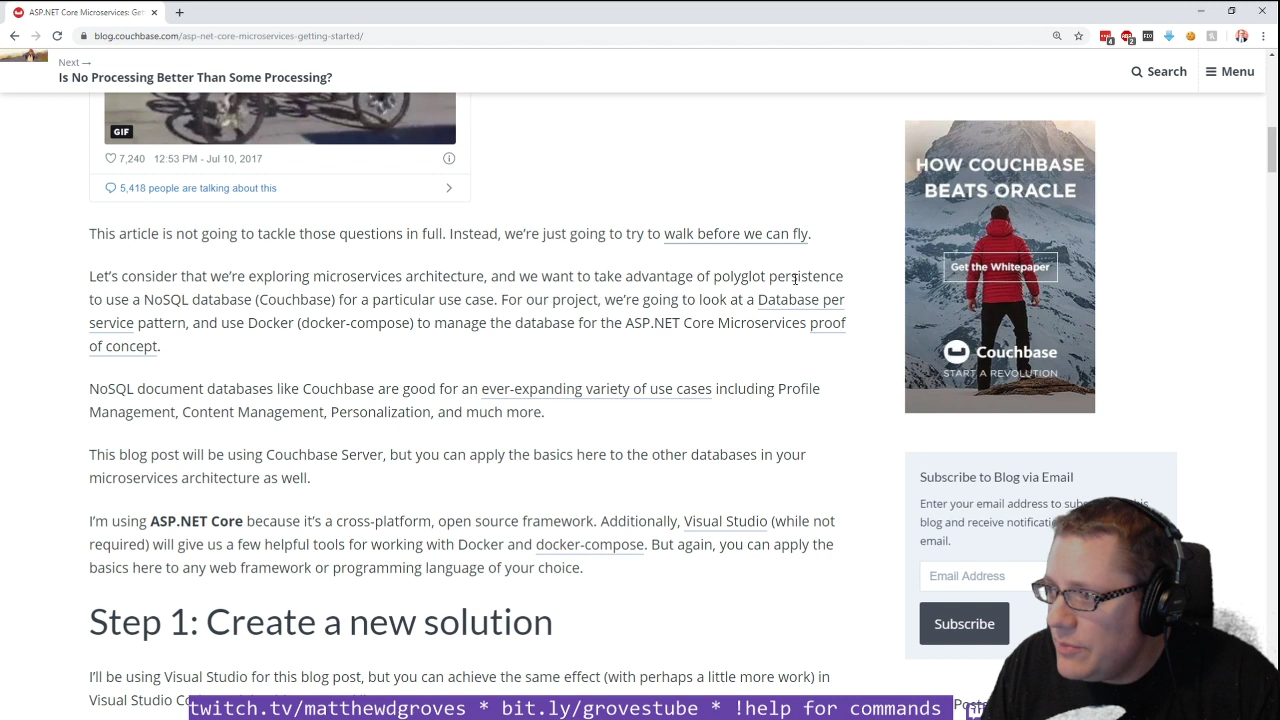 ASP.NET Core Microservices: Get
blog.couchbase.com/asp-net-core-microservices-getting-started/
Next →
Is No Processing Better Than Some Processing?
Search
Menu
GIF
7,240 12:53 PM - Jul 10, 2017
5,418 people are talking about this
This article is not going to tackle those questions in full. Instead, we’re just going to try to walk before we can fly.
Let’s consider that we’re exploring microservices architecture, and we want to take advantage of polyglot persistence
to use a NoSQL database (Couchbase) for a particular use case. For our project, we’re going to look at a Database per
service pattern, and use Docker (docker-compose) to manage the database for the ASP.NET Core Microservices proof
of concept.
NoSQL document databases like Couchbase are good for an ever-expanding variety of use cases including Profile
Management, Content Management, Personalization, and much more.
This blog post will be using Couchbase Server, but you can apply the basics here to the other databases in your
microservices architecture as well.
I’m using ASP.NET Core because it’s a cross-platform, open source framework. Additionally, Visual Studio (while not
required) will give us a few helpful tools for working with Docker and docker-compose. But again, you can apply the
basics here to any web framework or programming language of your choice.
Step 1: Create a new solution
I’ll be using Visual Studio for this blog post, but you can achieve the same effect (with perhaps a little more work) in
Visual Studio
HOW COUCHBASE
BEATS ORACLE
Get the Whitepaper
Couchbase
START A REVOLUTION
Subscribe to Blog via Email
Enter your email address to
blog and receive
email.
Email Address
Subscribe
twitch.tv/matthewdgroves * bit.ly/grovestube * !help for commands